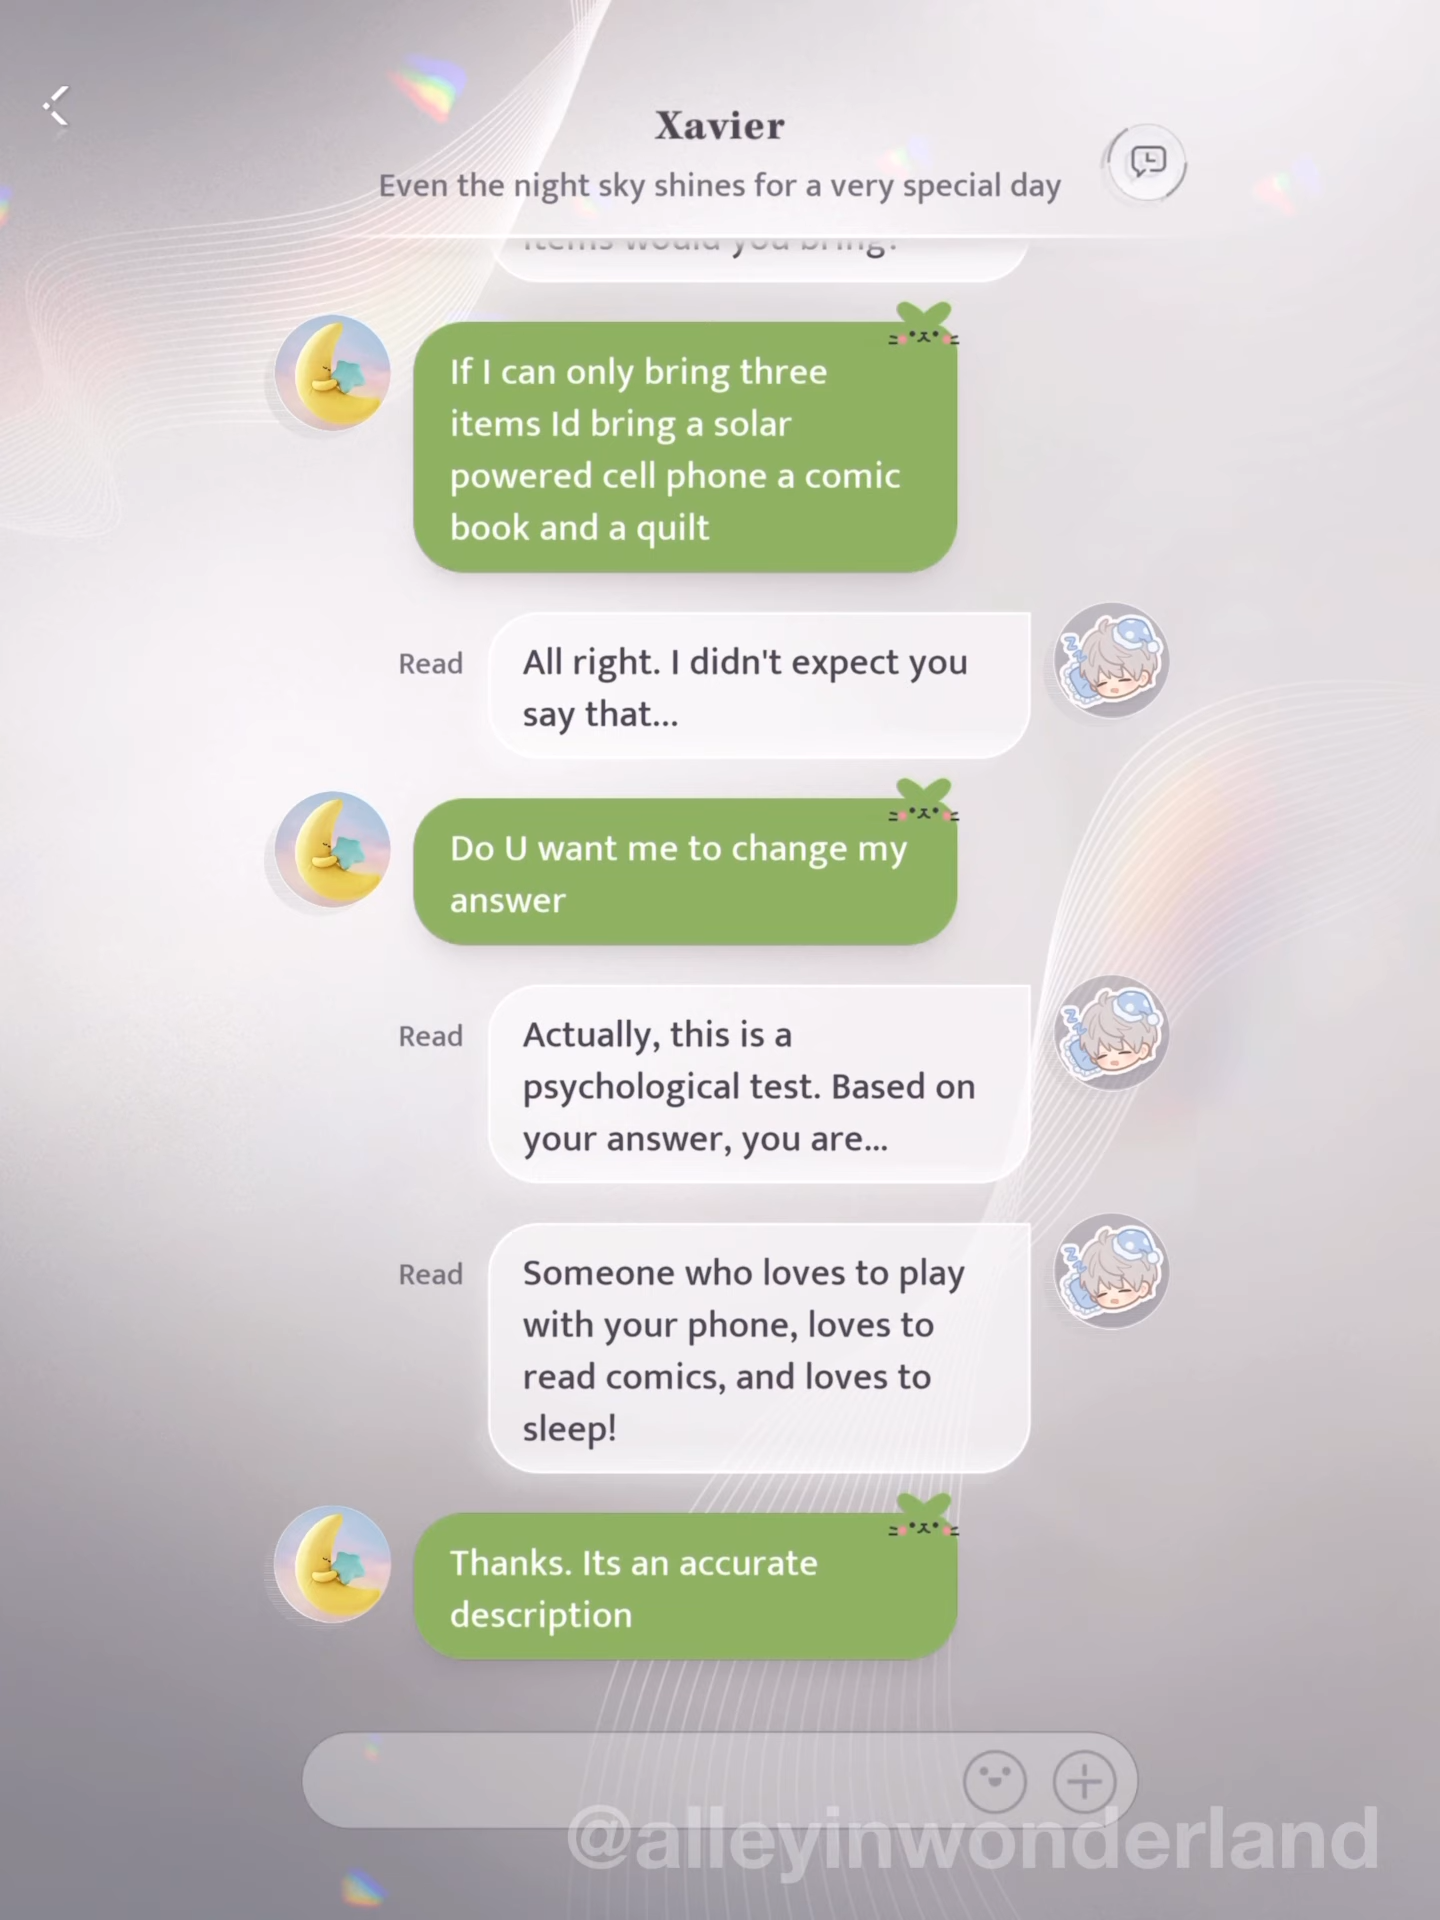 Xavier
Even the night sky shines for a very special day
items would you bring?
If I can only bring three
items Id bring a solar
powered cell phone a comic
book and a quilt
Read
All right. I didn't expect you
say that...
Do U want me to change my
answer
Read
Actually, this is a
psychological test. Based on
your answer, you are...
Read
Someone who loves to play
with your phone, loves to
read comics, and loves to
sleep!
Thanks. Its an accurate
description
@alleyinwonderland